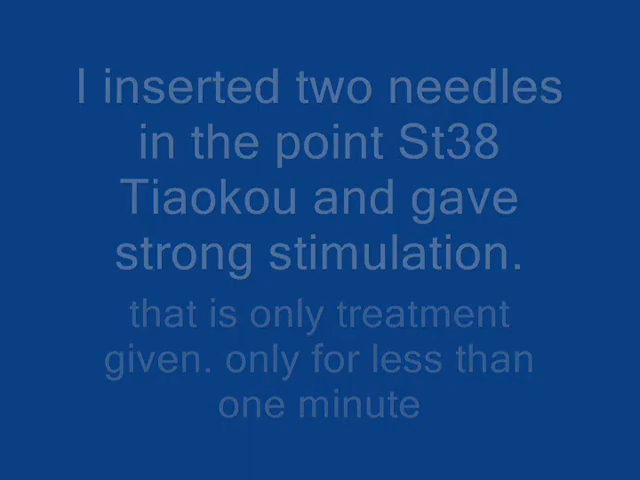 I inserted two needles
in the point St38
Tiaokou and gave
strong stimulation.
that is only treatment
given. only for less than
one minute